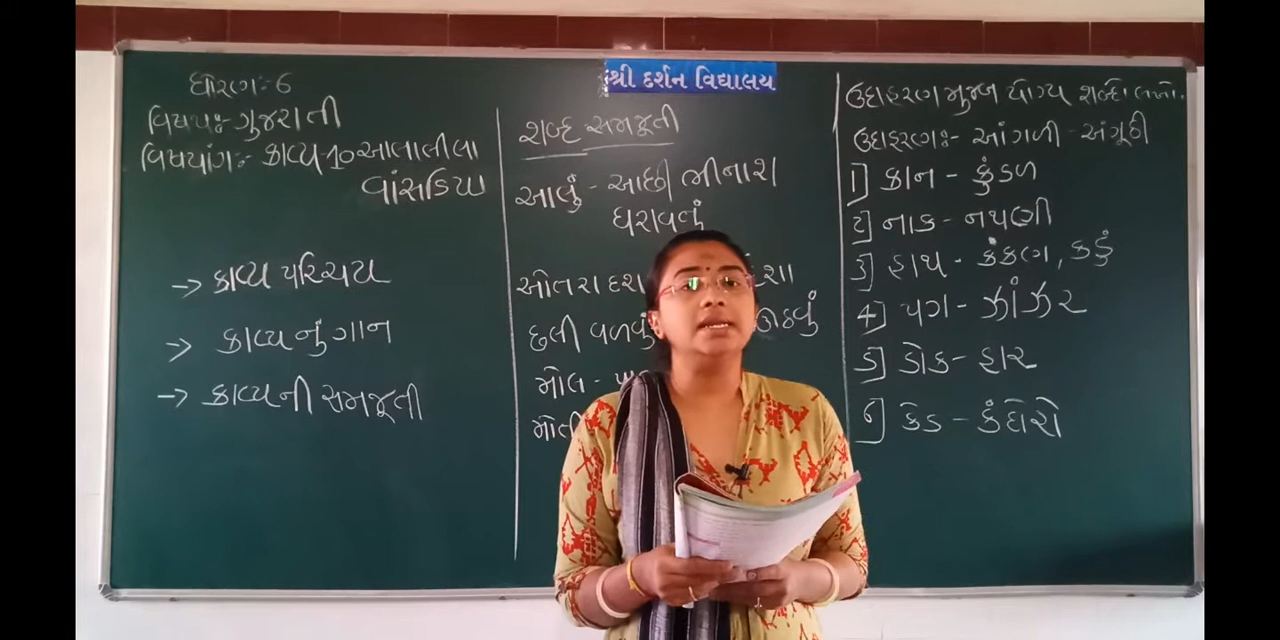 શ્રી દર્શન વિદ્યાલય
ધોરણ:-6
વિષય:- ગુજરાતી
વિષયાંગ:- કાવ્ય-10 આલાલીલા
વાંસડિયા
→ કાવ્ય પરિચય
→ કાવ્યનું ગાન
→ કાવ્યની સમજૂતી
શબ્દ સમજૂતી
આલું - આછી ભીનાશ
ધરાવતું
ઓતરા દશ
ઢળી વળવું
મોલ -
મોતી
ઉદાહરણ મુજબ યોગ્ય શબ્દો લખો.
ઉદાહરણ:- આંગળી - અંગૂઠી
1] કાન - કુંડળ
2] નાક - નથણી
3] હાથ - કંકણ, કડું
4] પગ - ઝાંઝર
5] ડોક - હાર
6] કેડ - કંદોરો